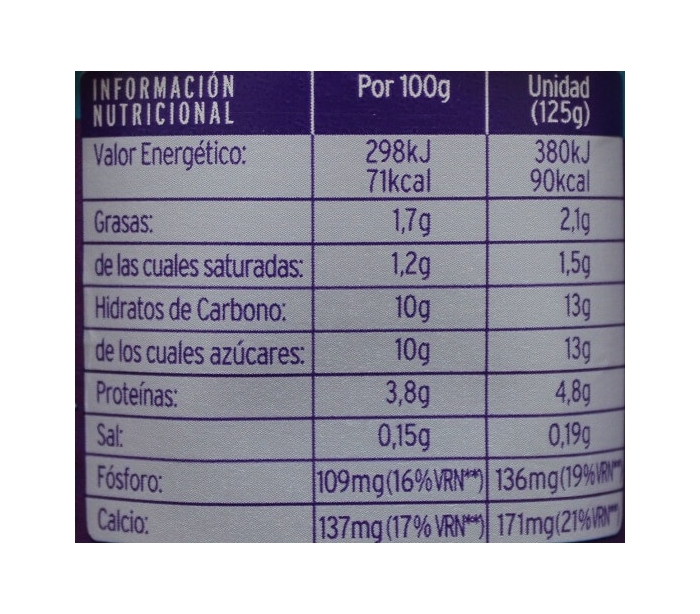 INFORMACIÓN NUTRICIONAL Por 100g Unidad (125g)
Valor Energético: 298kJ 380kJ
71kcal 90kcal
Grasas: 1,7g 2,1g
de las cuales saturadas: 1,2g 1,5g
Hidratos de Carbono: 10g 13g
de los cuales azúcares: 10g 13g
Proteínas: 3,8g 4,8g
Sal: 0,15g 0,19g
Fósforo: 109mg(16%VRN***) 136mg(19%VRN***
Calcio: 137mg(17% VRN***) 171mg(21%VRN***